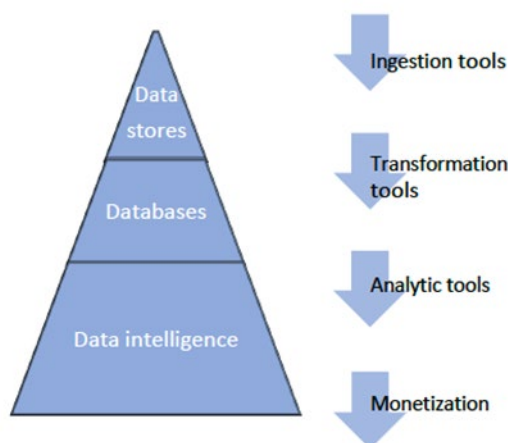 Data
stores
Databases
Data intelligence
Ingestion tools
Transformation
tools
Analytic tools
Monetization